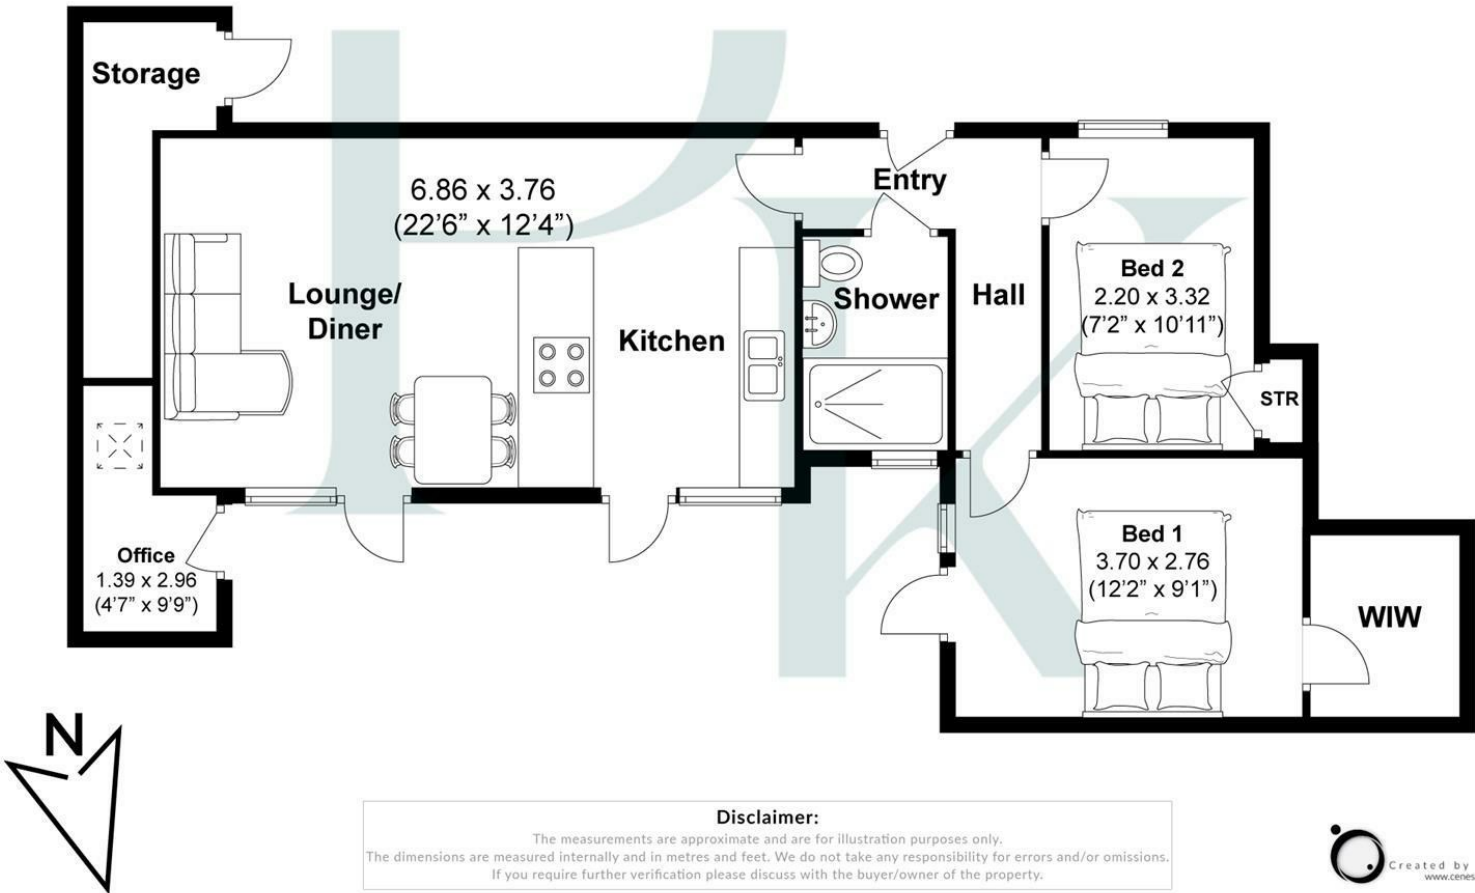 Storage
6.86 x 3.76
(22’6” x 12’4”)
Entry
Lounge/
Diner
Kitchen
Shower
Hall
Bed 2
2.20 x 3.32
(7’2” x 10’11”)
STR
Office
1.39 x 2.96
(4’7” x 9’9”)
Bed 1
3.70 x 2.76
(12’2” x 9’1”)
WIW
N
Disclaimer:
The measurements are approximate and are for illustration purposes only.
The dimensions are measured internally and in metres and feet. We do not take any responsibility for errors and/or omissions.
If you require further verification please discuss with the buyer/owner of the property.
Created by
www.cenes